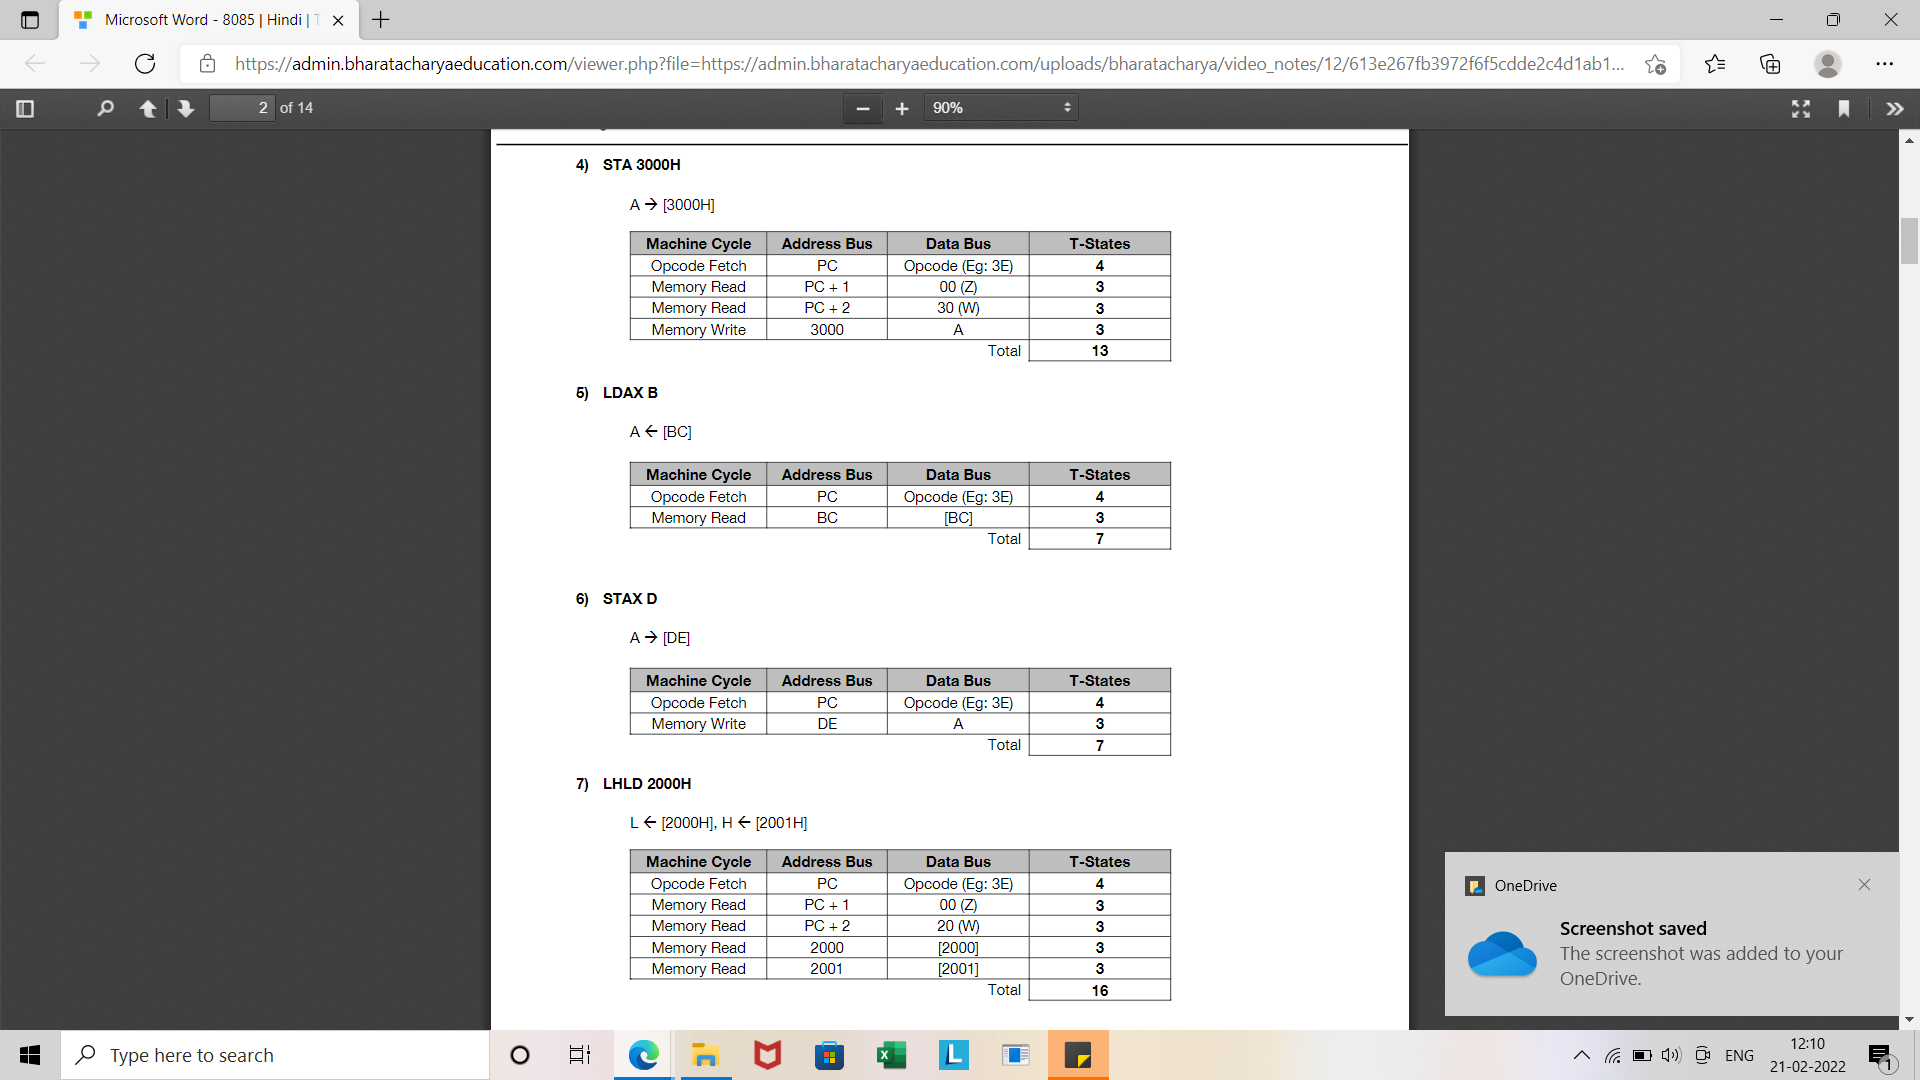 Microsoft Word - 8085 | Hindi |
https://admin.bharatacharyaeducation.com/viewer.php?file=https://admin.bharatacharyaeducation.com/uploads/bharatacharya/video_notes/12/613e267fb3972f6f5cdde2c4d1ab1...
2 of 14
90%
4) STA 3000H
A → [3000H]
Machine Cycle Address Bus Data Bus T-States
Opcode Fetch PC Opcode (Eg: 3E) 4
Memory Read PC + 1 00 (Z) 3
Memory Read PC + 2 30 (W) 3
Memory Write 3000 A 3
Total 13
5) LDAX B
A ← [BC]
Machine Cycle Address Bus Data Bus T-States
Opcode Fetch PC Opcode (Eg: 3E) 4
Memory Read BC [BC] 3
Total 7
6) STAX D
A → [DE]
Machine Cycle Address Bus Data Bus T-States
Opcode Fetch PC Opcode (Eg: 3E) 4
Memory Write DE A 3
Total 7
7) LHLD 2000H
L ← [2000H], H ← [2001H]
Machine Cycle Address Bus Data Bus T-States
Opcode Fetch PC Opcode (Eg: 3E) 4
Memory Read PC + 1 00 (Z) 3
Memory Read PC + 2 20 (W) 3
Memory Read 2000 [2000] 3
Memory Read 2001 [2001] 3
Total 16
OneDrive
Screenshot saved
The screenshot was added to your
OneDrive.
Type here to search
ENG
12:10
21-02-2022
1